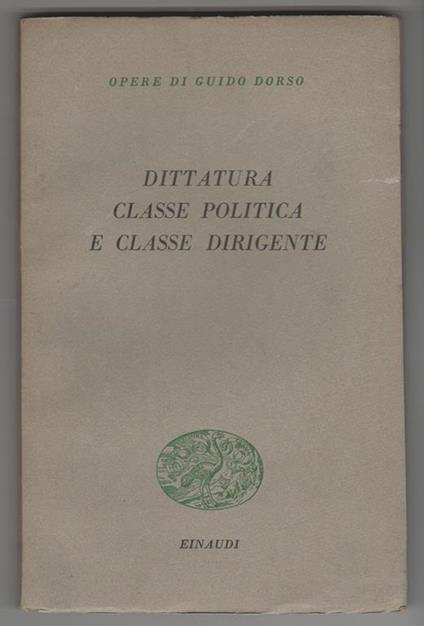 OPERE DI GUIDO DORSO
DITTATURA
CLASSE POLITICA
E CLASSE DIRIGENTE
EINAUDI